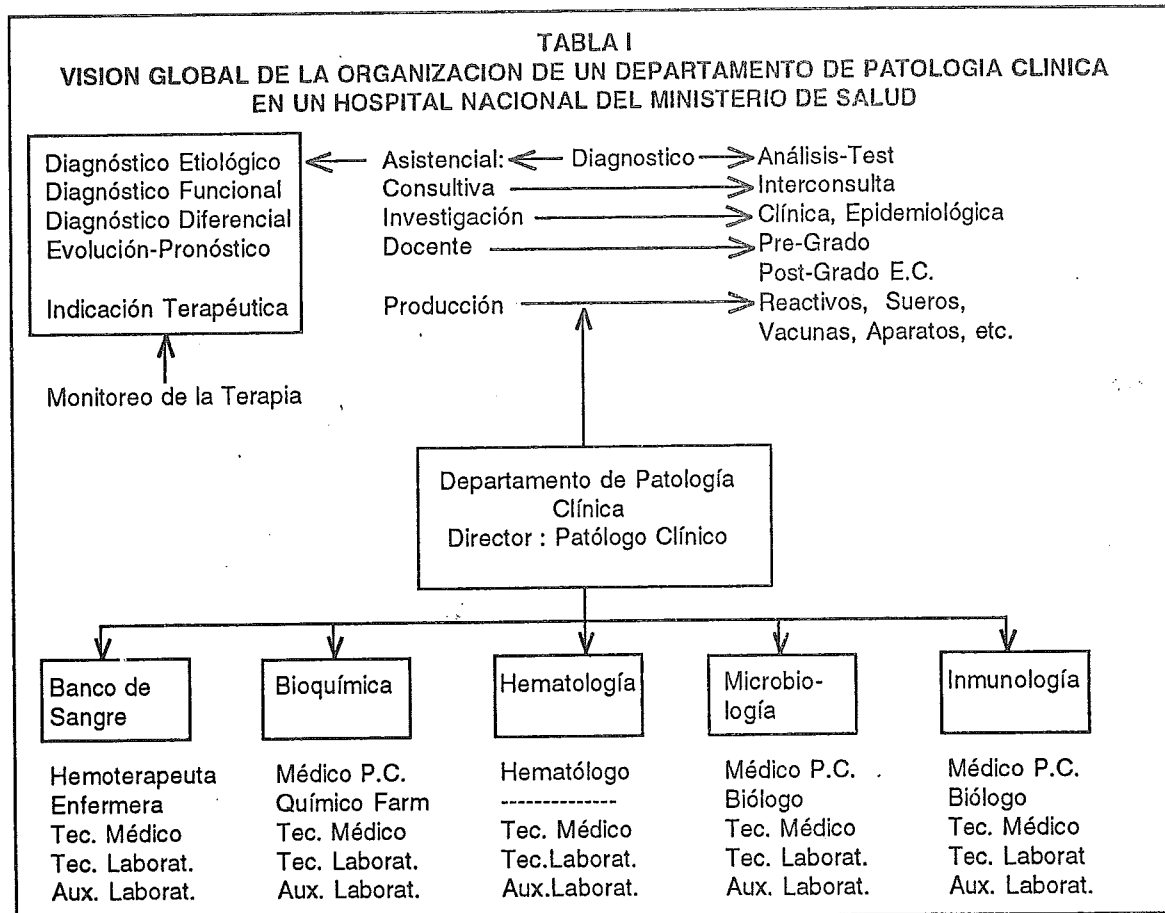 TABLA I
VISION GLOBAL DE LA ORGANIZACION DE UN DEPARTAMENTO DE PATOLOGIA CLINICA
EN UN HOSPITAL NACIONAL DEL MINISTERIO DE SALUD
Diagnóstico Etiológico
Diagnóstico Funcional
Diagnóstico Diferencial
Evolución-Pronóstico
Indicación Terapéutica
Monitoreo de la Terapia
Asistencial: Diagnostico Análisis-Test
Consultiva Interconsulta
Investigación Clínica, Epidemiológica
Docente Pre-Grado
Post-Grado E.C.
Producción Reactivos, Sueros,
Vacunas, Aparatos, etc.
Departamento de Patología
Clínica
Director : Patólogo Clínico
Banco de
Sangre
Hemoterapeuta
Enfermera
Tec. Médico
Tec. Laborat.
Aux. Laborat.
Bioquímica
Médico P.C.
Químico Farm
Tec. Médico
Tec. Laborat.
Aux. Laborat.
Hematología
Hematólogo
--------------
Tec. Médico
Tec.Laborat.
Aux.Laborat.
Microbio-
logía
Médico P.C.
Biólogo
Tec. Médico
Tec. Laborat.
Aux. Laborat.
Inmunología
Médico P.C.
Biólogo
Tec. Médico
Tec. Laborat
Aux. Laborat.